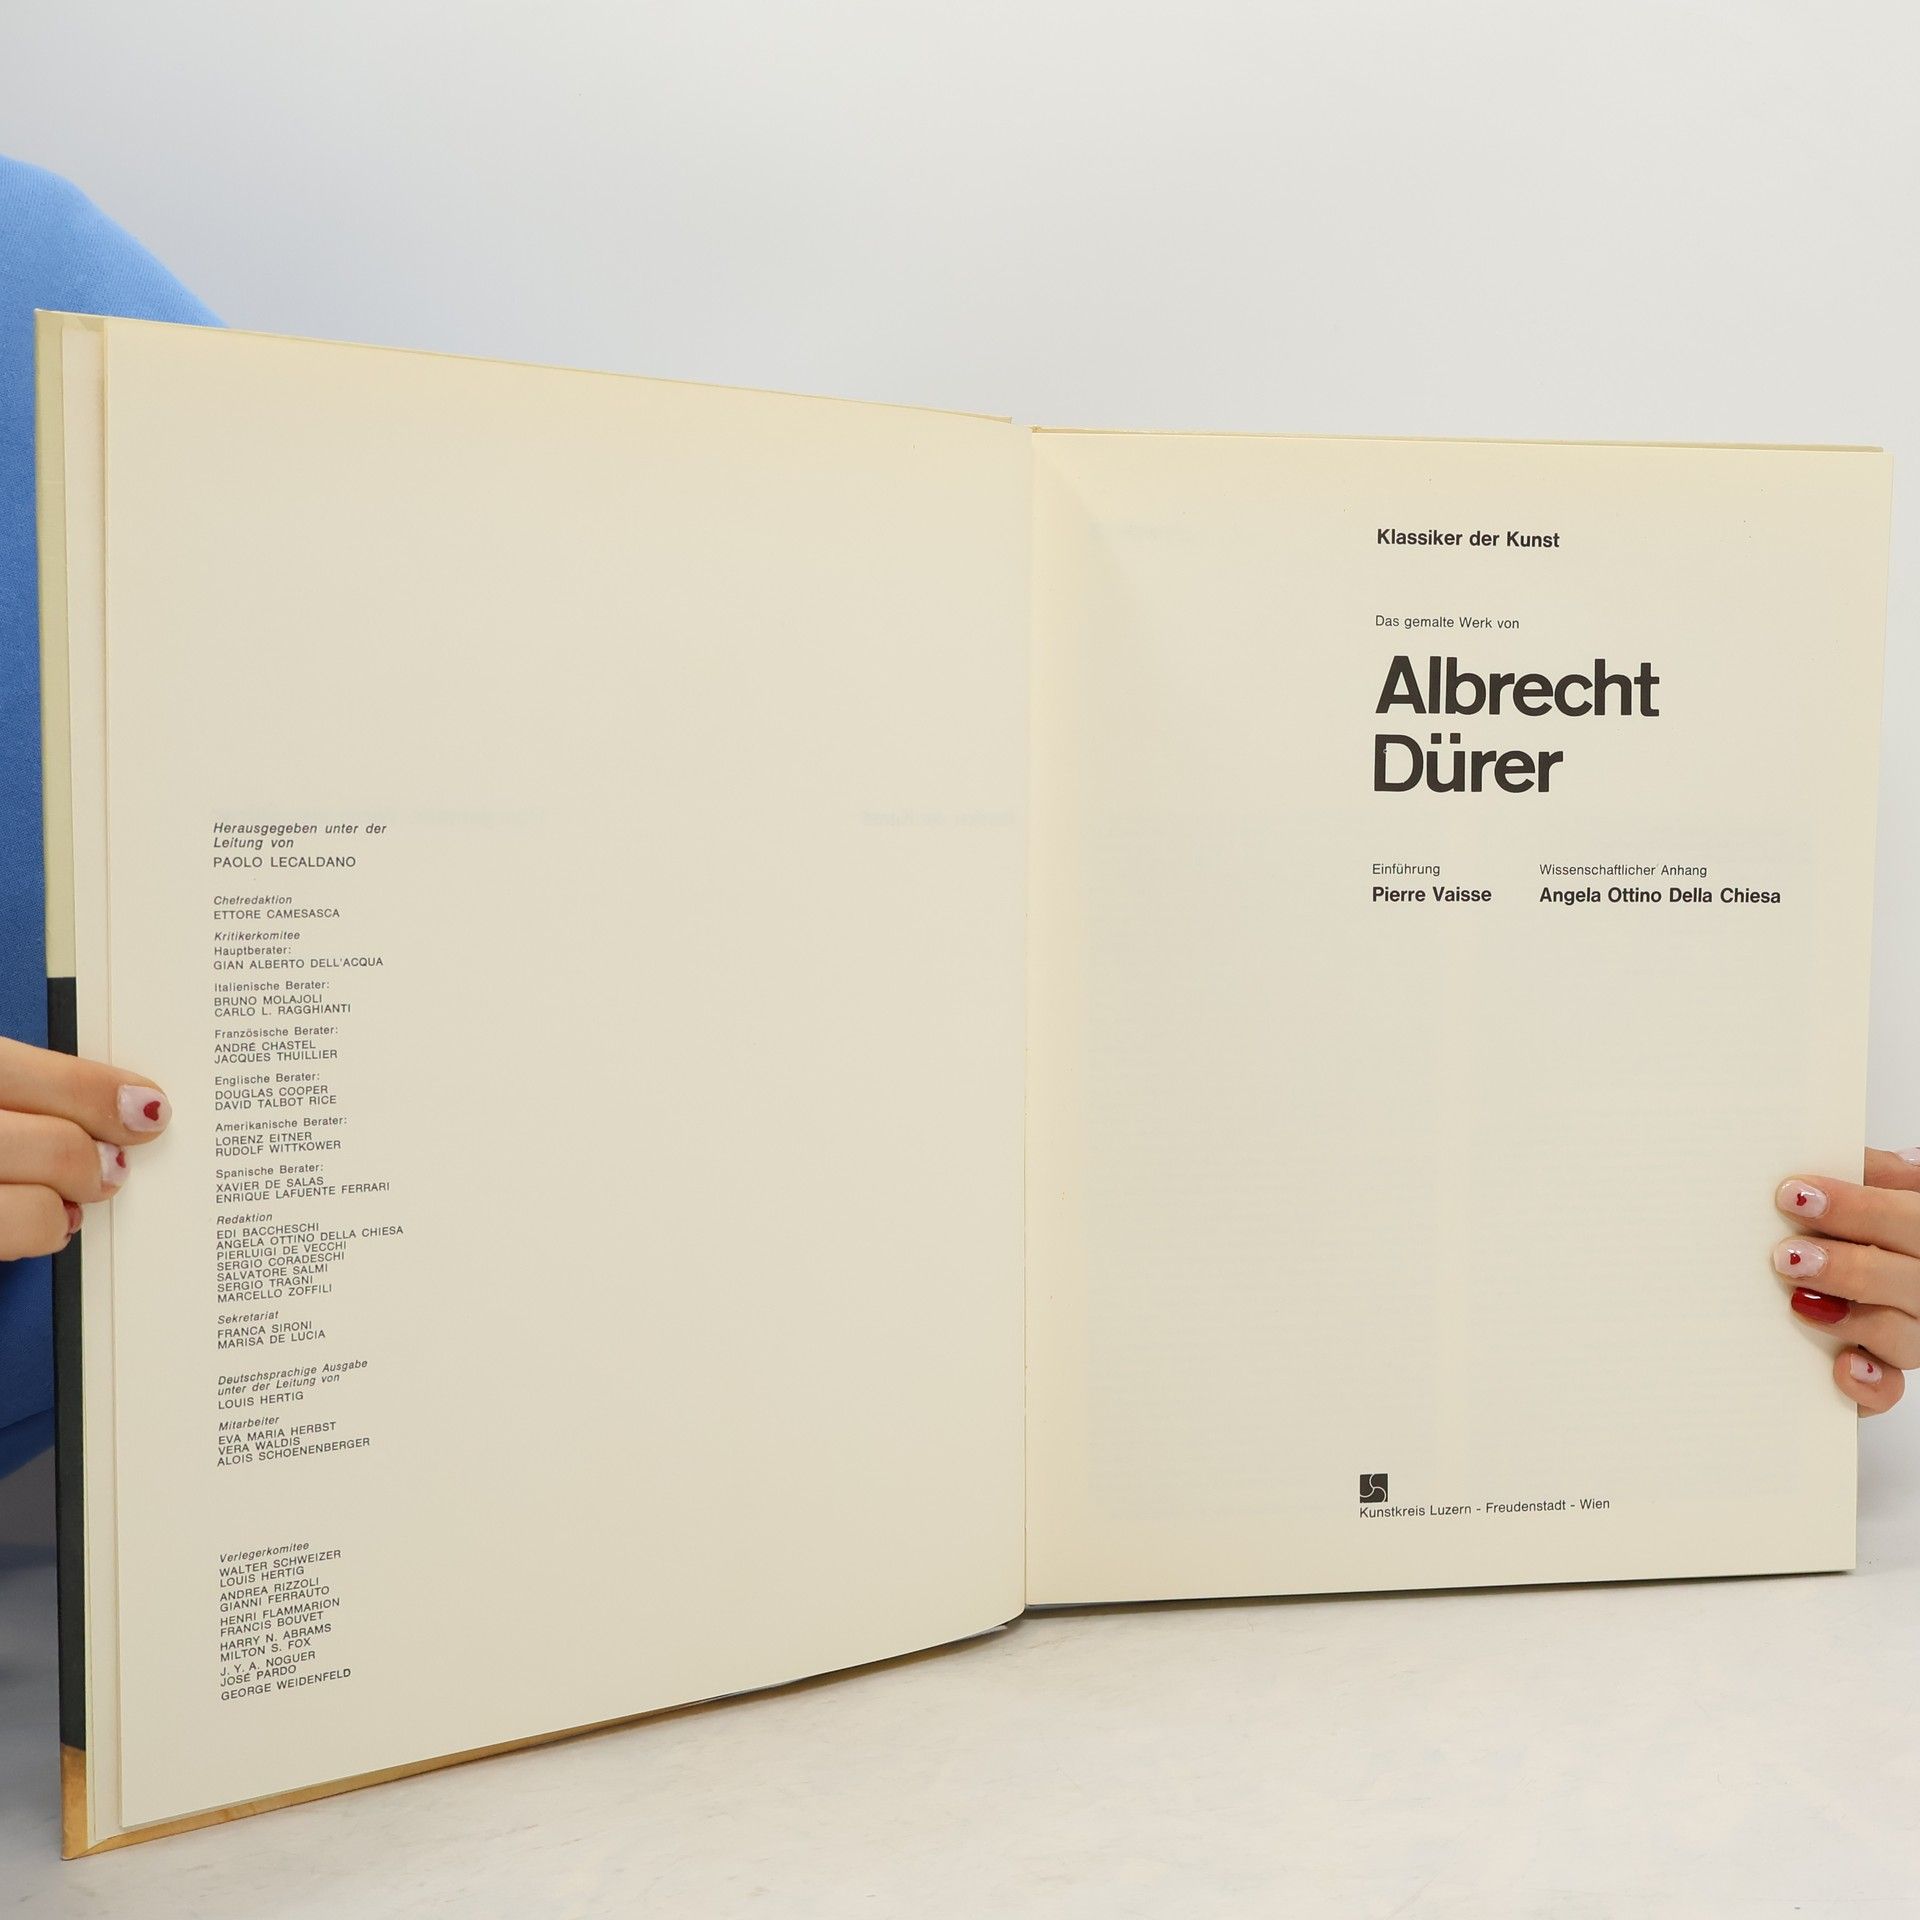 Herausgegeben unter der
Leitung von
PAOLO LECALDANO
Chefredaktion
ETTORE CAMESASCA
Kritikerkomitee
Hauptberater:
GIAN ALBERTO DELL'ACQUA
Italienische Berater:
BRUNO MOLAJOLI
CARLO L. RAGGHIANTI
Französische Berater:
ANDRÉ CHASTEL
JACQUES THUILLIER
Englische Berater:
DOUGLAS COOPER
DAVID TALBOT RICE
Amerikanische Berater:
LORENZ EITNER
RUDOLF WITTKOWER
Spanische Berater:
XAVIER DE SALAS
ENRIQUE LAFUENTE FERRARI
Redaktion
EDI BACCHESCHI
ANGELA OTTINO DELLA CHIESA
PIERLUIGI DE VECCHI
SERGIO CORADESCHI
SALVATORE SALMI
SERGIO TRAGNI
MARCELLO ZOFFILI
Sekretariat
FRANCA SIRONI
MARISA DE LUCIA
Deutschsprachige Ausgabe
unter der Leitung von
LOUIS HERTIG
Mitarbeiter
EVA MARIA HERBST
VERA WALDIS
ALOIS SCHOENENBERGER
Verlegerkomitee
WALTER SCHWEIZER
LOUIS HERTIG
ANDREA RIZZOLI
GIANNI FERRAUTO
HENRI FLAMMARION
FRANCIS BOUVET
HARRY N. ABRAMS
MILTON S. FOX
J. Y. A. NOGUER
JOSÉ PARDO
GEORGE WEIDENFELD
Klassiker der Kunst
Das gemalte Werk von
Albrecht
Dürer
Einführung
Pierre Vaisse
Wissenschaftlicher Anhang
Angela Ottino Della Chiesa
Kunstkreis Luzern - Freudenstadt - Wien